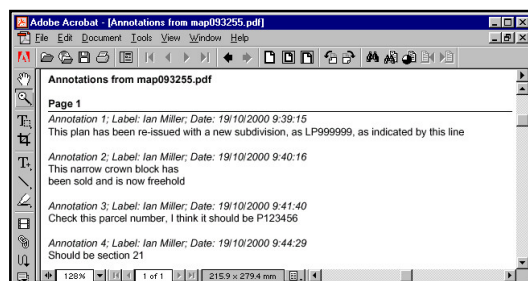 Adobe Acrobat - [Annotations from map093255.pdf]
File Edit Document Tools View Window Help
Annotations from map093255.pdf
Page 1
Annotation 1; Label: Ian Miller; Date: 19/10/2000 9:39:15
This plan has been re-issued with a new subdivision, as LP999999, as indicated by this line
Annotation 2; Label: Ian Miller; Date: 19/10/2000 9:40:16
This narrow crown block has
been sold and is now freehold
Annotation 3; Label: Ian Miller; Date: 19/10/2000 9:41:40
Check this parcel number, I think it should be P123456
Annotation 4; Label: Ian Miller; Date: 19/10/2000 9:44:29
Should be section 21
128% 1 of 1 215.9 x 279.4 mm